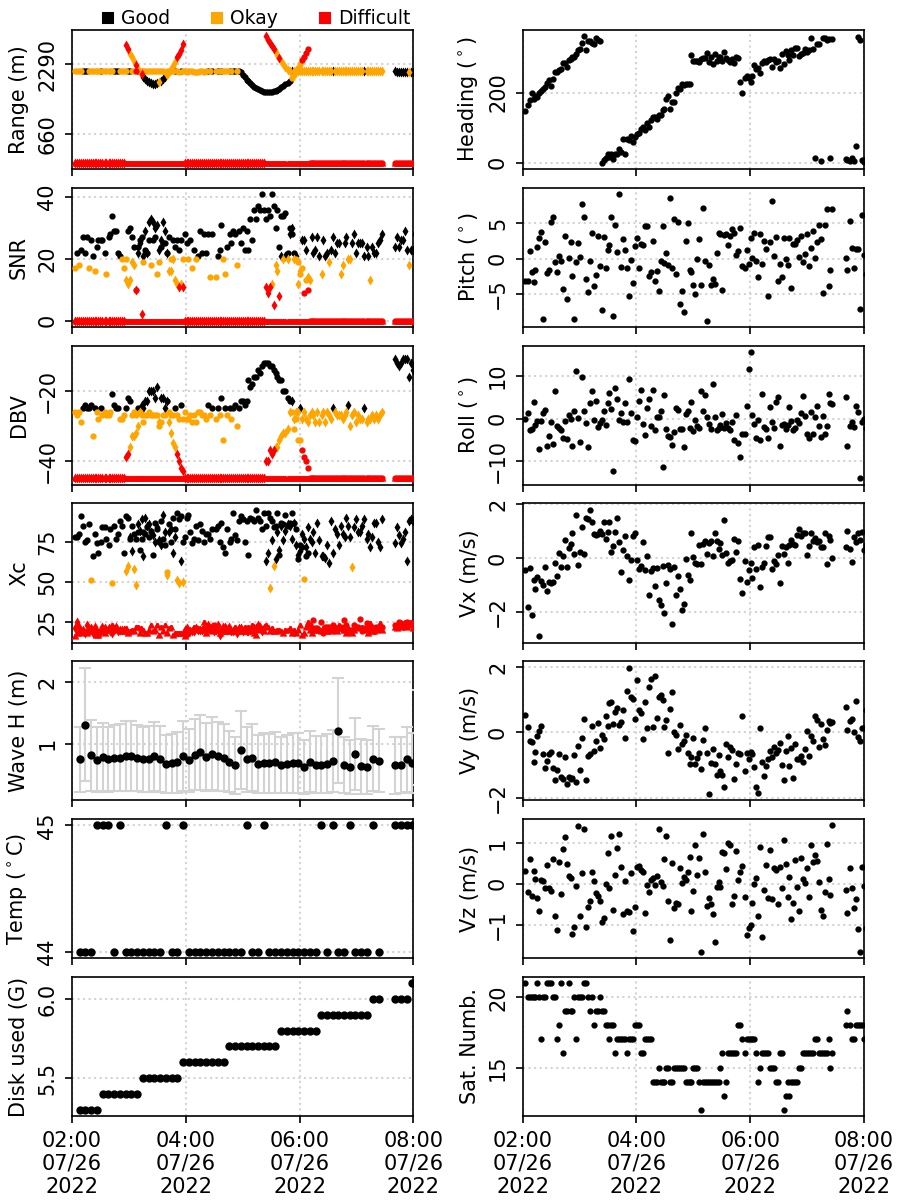 Good Okay Difficult
Range (m)
2290
660
Heading (°)
200
0
SNR
40
20
0
Pitch (°)
5
0
−5
DBV
−20
−40
Roll (°)
10
0
−10
Xc
75
50
25
Vx (m/s)
2
0
−2
Wave H (m)
2
1
Vy (m/s)
2
0
−2
Temp (°C)
45
44
Vz (m/s)
1
0
−1
Disk used (G)
6.0
5.5
Sat. Numb.
20
15
02:00 04:00 06:00 08:00
07/26 07/26 07/26 07/26
2022 2022 2022 2022
02:00 04:00 06:00 08:00
07/26 07/26 07/26 07/26
2022 2022 2022 2022